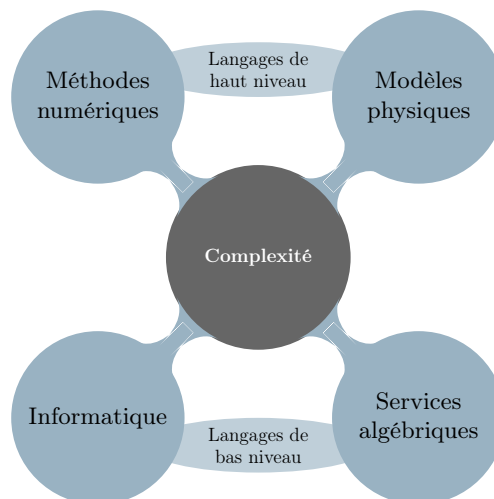 Méthodes
numériques
Langages de
haut niveau
Modèles
physiques
Complexité
Informatique
Langages de
bas niveau
Services
algébriques